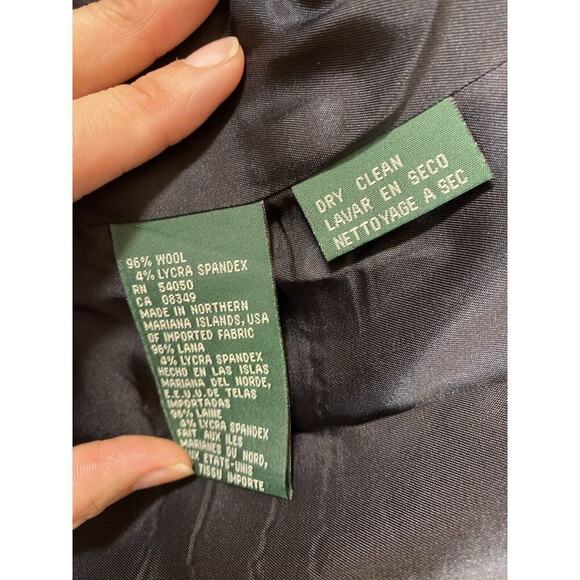 96% WOOL
4% LYCRA SPANDEX
RN 54050
CA 08349
MADE IN NORTHERN
MARIANA ISLANDS,USA
OF IMPORTED FABRIC
96% LANA
4% LYCRA SPANDEX
HECHO EN LAS ISLAS
MARIANA DEL NORDE,
E.E.U.U.DE TELAS
IMPORTADAS
96% LAINE
4% LYCRA SPANDEX
FAIT AUX ILES
MARIANES DU NORD,
ETATS-UNIS
TISSU IMPORTE
DRY CLEAN
LAVAR EN SECO
NETTOYAGE A SEC